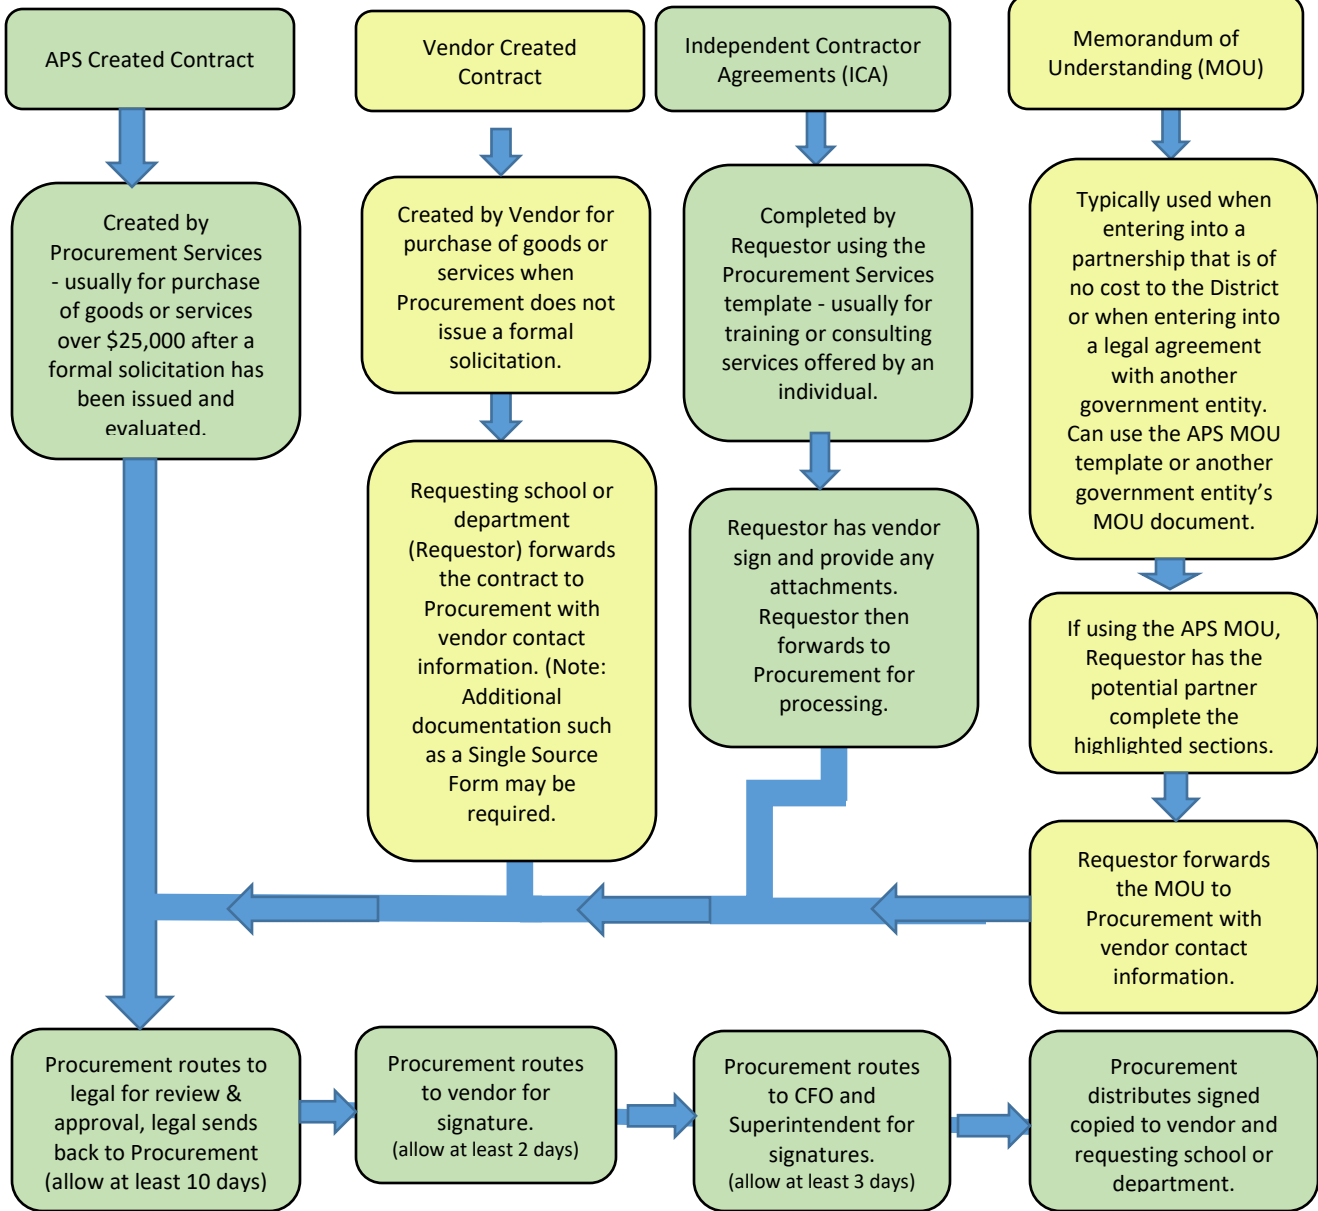 APS Created Contract
Vendor Created
Contract
Independent Contractor
Agreements (ICA)
Memorandum of
Understanding (MOU)
Created by
Procurement Services
- usually for purchase
of goods or services
over $25,000 after a
formal solicitation has
been issued and
evaluated.
Created by Vendor for
purchase of goods or
services when
Procurement does not
issue a formal
solicitation.
Completed by
Requestor using the
Procurement Services
template - usually for
training or consulting
services offered by an
individual.
Typically used when
entering into a
partnership that is of
no cost to the District
or when entering into
a legal agreement
with another
government entity.
Can use the APS MOU
template or another
government entity’s
MOU document.
Requesting school or
department
(Requestor) forwards
the contract to
Procurement with
vendor contact
information. (Note:
Additional
documentation such
as a Single Source
Form may be
required.
Requestor has vendor
sign and provide any
attachments.
Requestor then
forwards to
Procurement for
processing.
If using the APS MOU,
Requestor has the
potential partner
complete the
highlighted sections.
Requestor forwards
the MOU to
Procurement with
vendor contact
information.
Procurement routes to
legal for review &
approval, legal sends
back to Procurement
(allow at least 10 days)
Procurement routes
to vendor for
signature.
(allow at least 2 days)
Procurement routes
to CFO and
Superintendent for
signatures.
(allow at least 3 days)
Procurement
distributes signed
copied to vendor and
requesting school or
department.